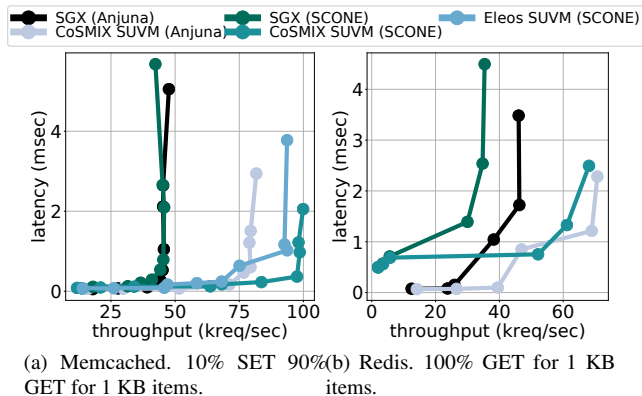 SGX (Anjuna) SGX (SCONE) Eleos SUVM (SCONE)
CoSMIX SUVM (Anjuna) CoSMIX SUVM (SCONE)
latency (msec)
4
2
0
25 50 75 100
throughput (kreq/sec)
latency (msec)
4
3
2
1
0
0 20 40 60
throughput (kreq/sec)
(a) Memcached. 10% SET 90%
GET for 1 KB items.
(b) Redis. 100% GET for 1 KB
items.